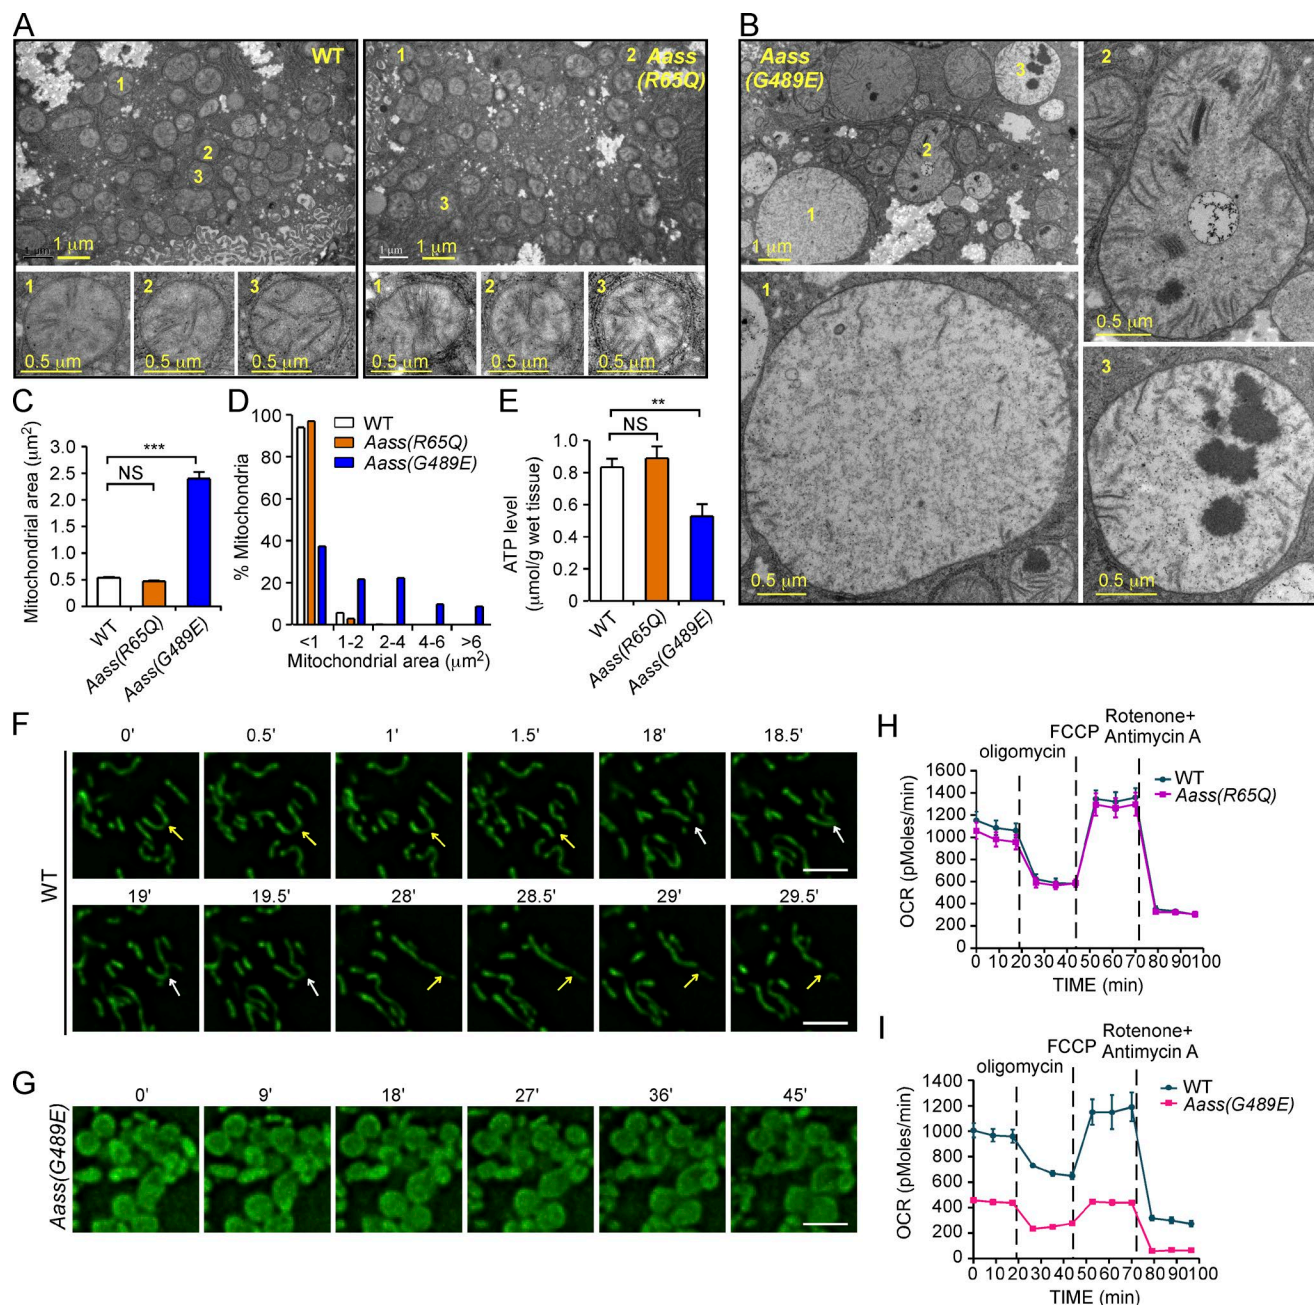 A
WT
1
2
3
1 μm
1 μm
1
2
Aass
(R65Q)
3
1 μm
1 μm
1
0.5 μm
2
0.5 μm
3
0.5 μm
1
0.5 μm
2
0.5 μm
3
0.5 μm
B
Aass
(G489E)
1
2
3
1 μm
2
0.5 μm
1
0.5 μm
3
0.5 μm
C
Mitochondrial area (μm²)
3.0
2.5
2.0
1.5
1.0
0.5
0
***
NS
WT
Aass(R65Q)
Aass(G489E)
D
% Mitochondria
100
80
60
40
20
0
WT
Aass(R65Q)
Aass(G489E)
<1 1-2 2-4 4-6 >6
Mitochondrial area (μm²)
E
ATP level
(μmol/g wet tissue)
1.0
0.8
0.6
0.4
0.2
0
**
NS
WT
Aass(R65Q)
Aass(G489E)
F
WT
0' 0.5' 1' 1.5' 18' 18.5'
19' 19.5' 28' 28.5' 29' 29.5'
G
Aass(G489E)
0' 9' 18' 27' 36' 45'
H
oligomycin
FCCP
Rotenone+
Antimycin A
WT
Aass(R65Q)
OCR (pMoles/min)
1600
1400
1200
1000
800
600
400
200
0
0 10 20 30 40 50 60 70 80 90 100
TIME (min)
I
oligomycin
FCCP
Rotenone+
Antimycin A
WT
Aass(G489E)
OCR (pMoles/min)
1400
1200
1000
800
600
400
200
0
0 10 20 30 40 50 60 70 80 90 100
TIME (min)